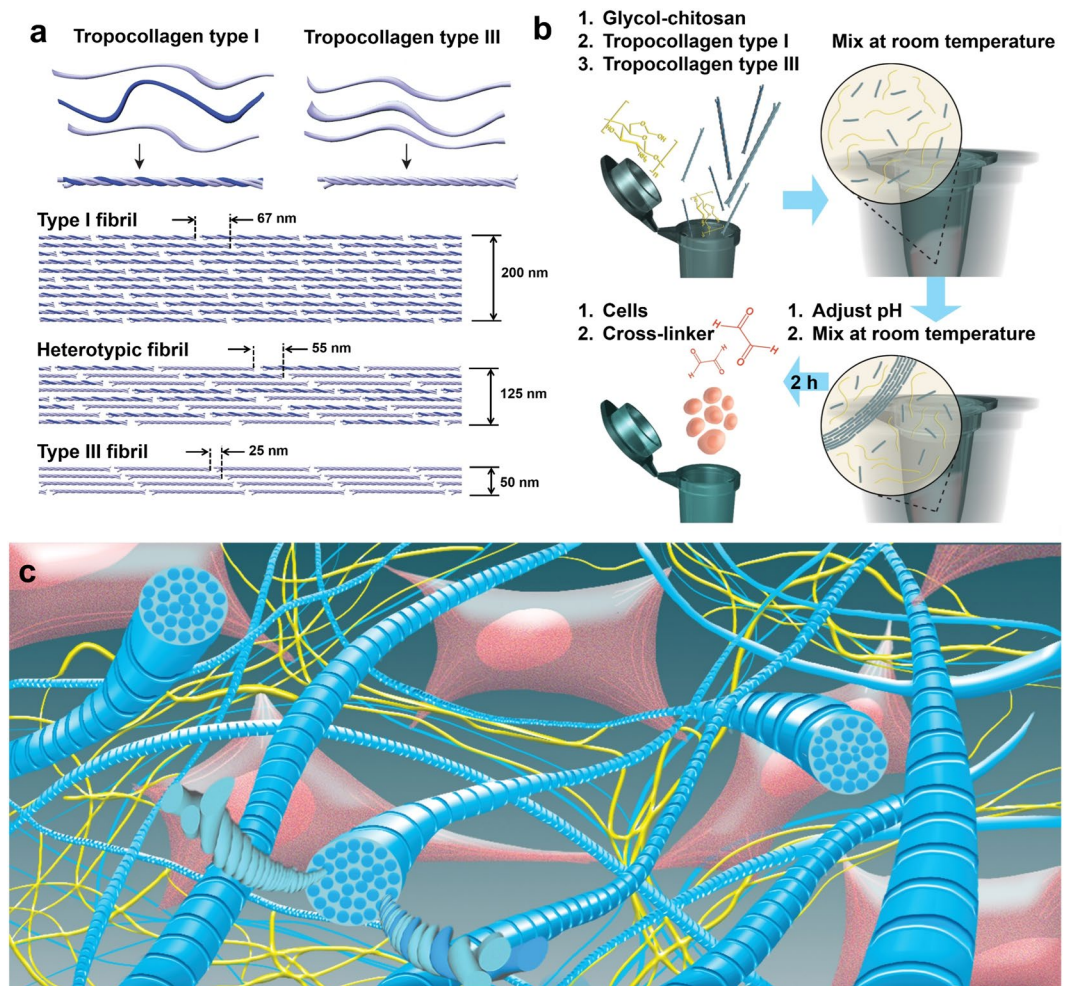 a
Tropocollagen type I
Tropocollagen type III
Type I fibril
67 nm
200 nm
Heterotypic fibril
55 nm
125 nm
Type III fibril
25 nm
50 nm
b
1. Glycol-chitosan
2. Tropocollagen type I
3. Tropocollagen type III
Mix at room temperature
OH
O
O
NH₂
n
1. Adjust pH
2. Mix at room temperature
2 h
1. Cells
2. Cross-linker
H
O
O
H
H
O
O
H
c